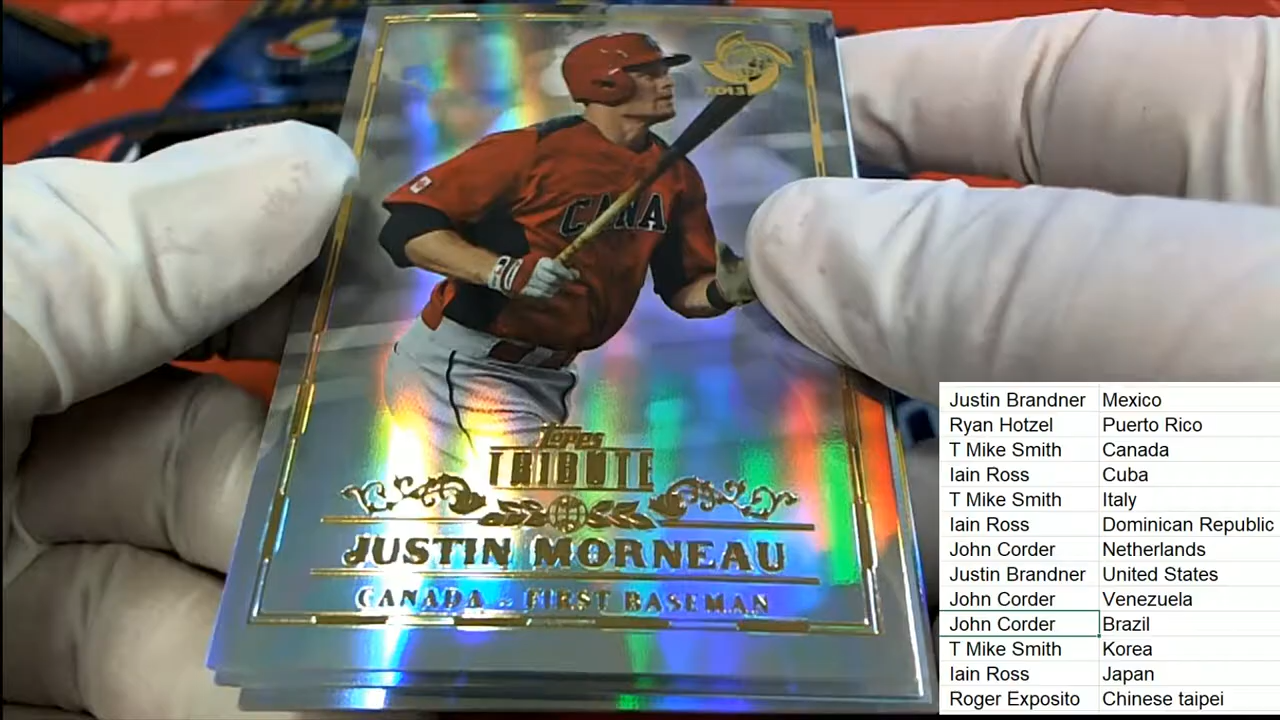 2013
CANA
Topps
TRIBUTE
JUSTIN MORNEAU
CANADA - FIRST BASEMAN
Justin Brandner Mexico
Ryan Hotzel Puerto Rico
T Mike Smith Canada
Iain Ross Cuba
T Mike Smith Italy
Iain Ross Dominican Republic
John Corder Netherlands
Justin Brandner United States
John Corder Venezuela
John Corder Brazil
T Mike Smith Korea
Iain Ross Japan
Roger Exposito Chinese taipei